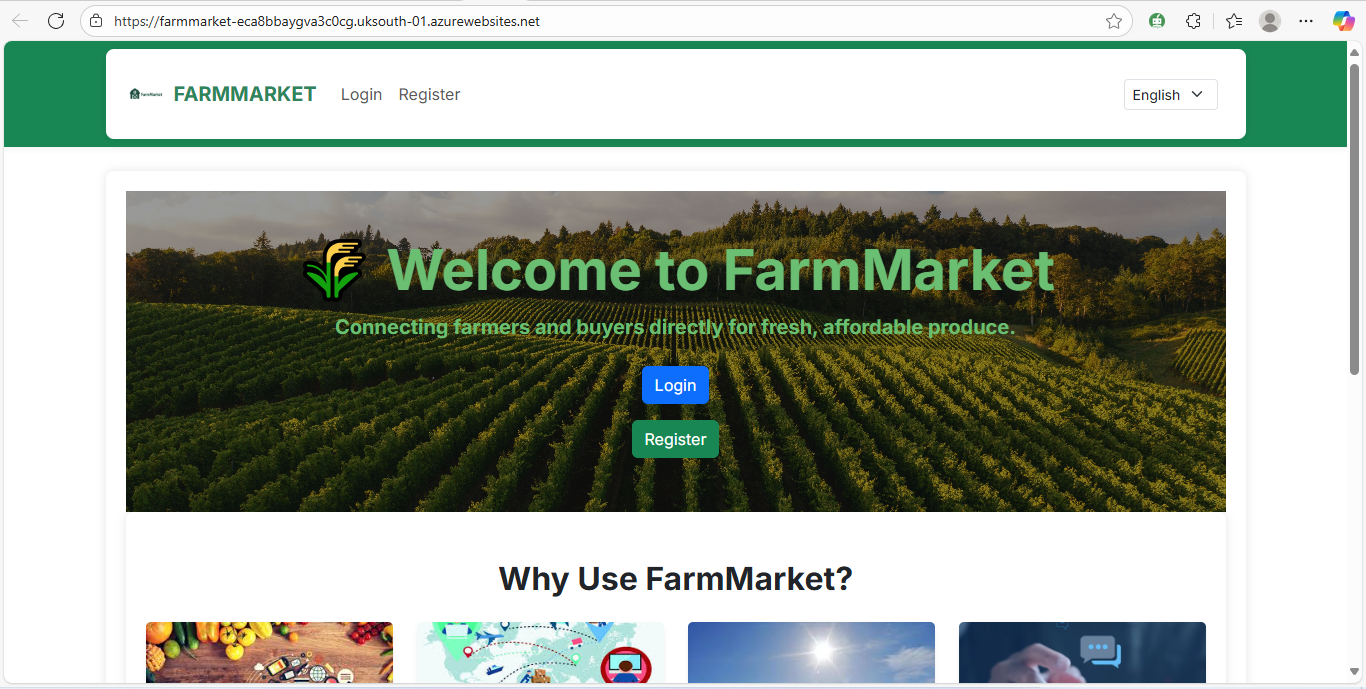 https://farmmarket-eca8bbaygva3c0cg.uksouth-01.azurewebsites.net
FarmMarket FARMMARKET Login Register English
Welcome to FarmMarket
Connecting farmers and buyers directly for fresh, affordable produce.
Login
Register
Why Use FarmMarket?